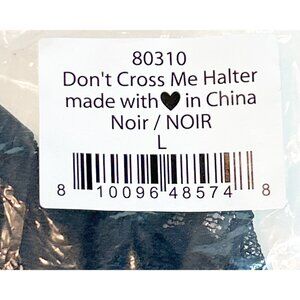 80310
Don't Cross Me Halter
made with🖤in China
Noir / NOIR
L
8 10096 48574 8